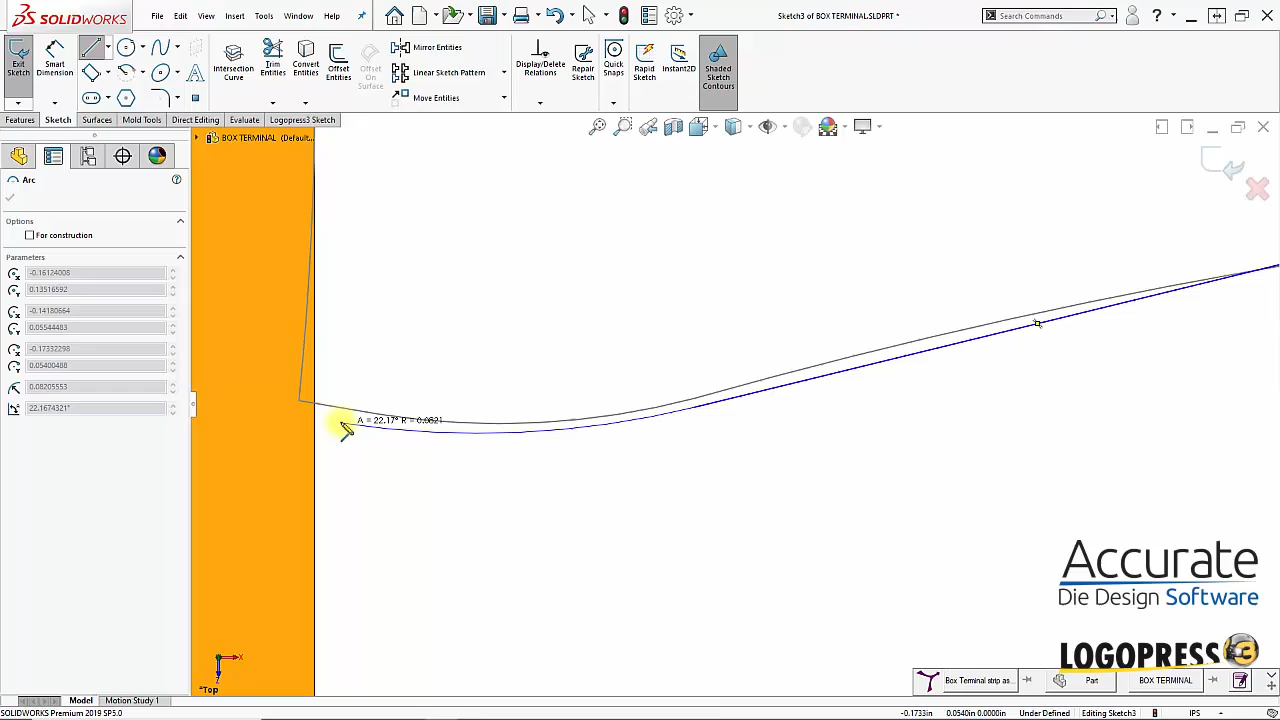 SOLIDWORKS
File Edit View Insert Tools Window Help
Sketch3 of BOX TERMINAL.SLDPRT *
Search Commands
?
Exit Sketch
Smart Dimension
Intersection Curve
Trim Entities
Convert Entities
Offset Entities
Offset On Surface
Mirror Entities
Linear Sketch Pattern
Move Entities
Display/Delete Relations
Repair Sketch
Quick Snaps
Rapid Sketch
Instant2D
Shaded Sketch Contours
Features Sketch Surfaces Mold Tools Direct Editing Evaluate Logopress3 Sketch
BOX TERMINAL (Default...
Arc
Options
For construction
Parameters
-0.16124008
0.13516592
-0.14180664
0.05544483
-0.17332298
0.05400488
0.08205553
22.1674321°
A = 22.17° R = 0.0821
Accurate
Die Design Software
LOGOPRESS3
X
Z
*Top
Box Terminal strip as...
Part
BOX TERMINAL
Model Motion Study 1
SOLIDWORKS Premium 2019 SP5.0
-0.1733in 0.0540in 0.0000in Under Defined Editing Sketch3 IPS